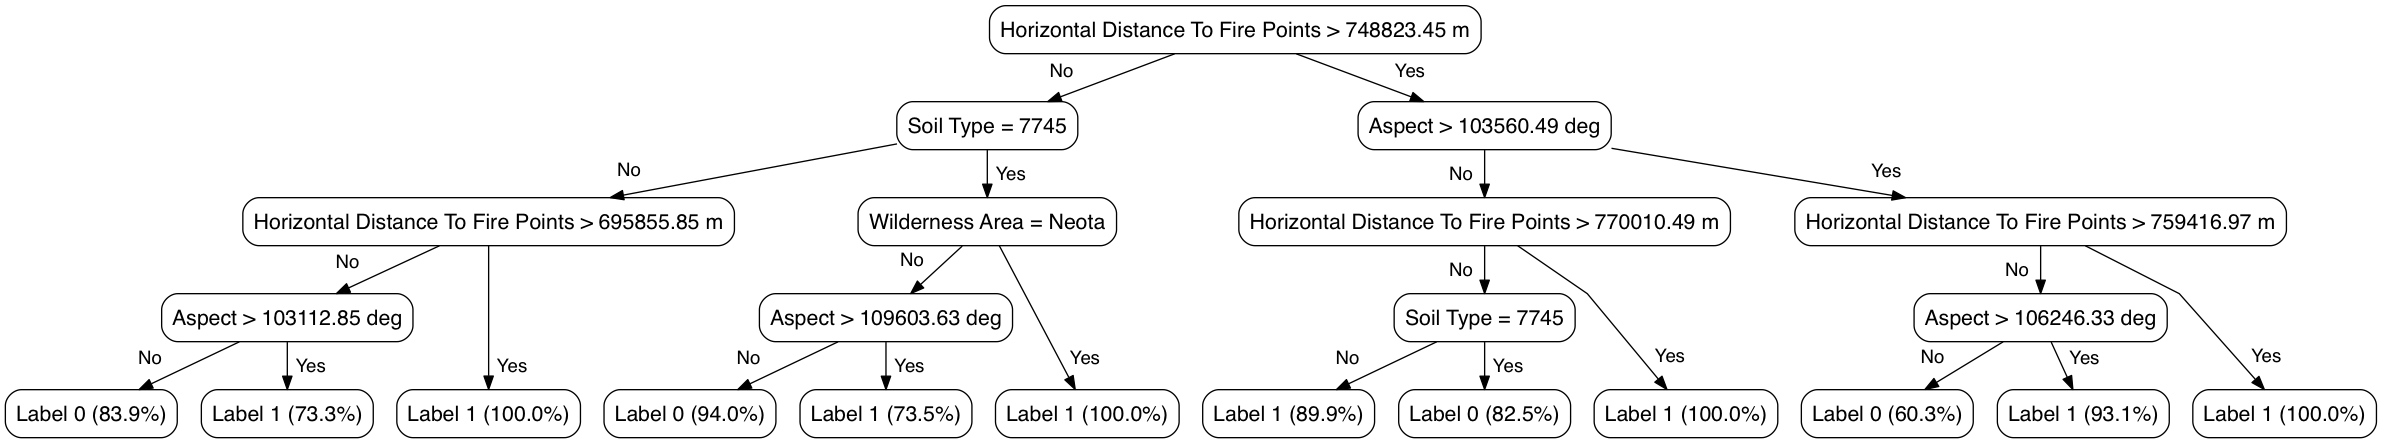 Horizontal Distance To Fire Points > 748823.45 m
No
Yes
Soil Type = 7745
Aspect > 103560.49 deg
No
Yes
No
Yes
Horizontal Distance To Fire Points > 695855.85 m
Wilderness Area = Neota
Horizontal Distance To Fire Points > 770010.49 m
Horizontal Distance To Fire Points > 759416.97 m
No
Yes
No
Yes
No
Yes
No
Yes
Aspect > 103112.85 deg
Aspect > 109603.63 deg
Soil Type = 7745
Aspect > 106246.33 deg
No
Yes
No
Yes
No
Yes
No
Yes
Label 0 (83.9%)
Label 1 (73.3%)
Label 1 (100.0%)
Label 0 (94.0%)
Label 1 (73.5%)
Label 1 (100.0%)
Label 1 (89.9%)
Label 0 (82.5%)
Label 1 (100.0%)
Label 0 (60.3%)
Label 1 (93.1%)
Label 1 (100.0%)